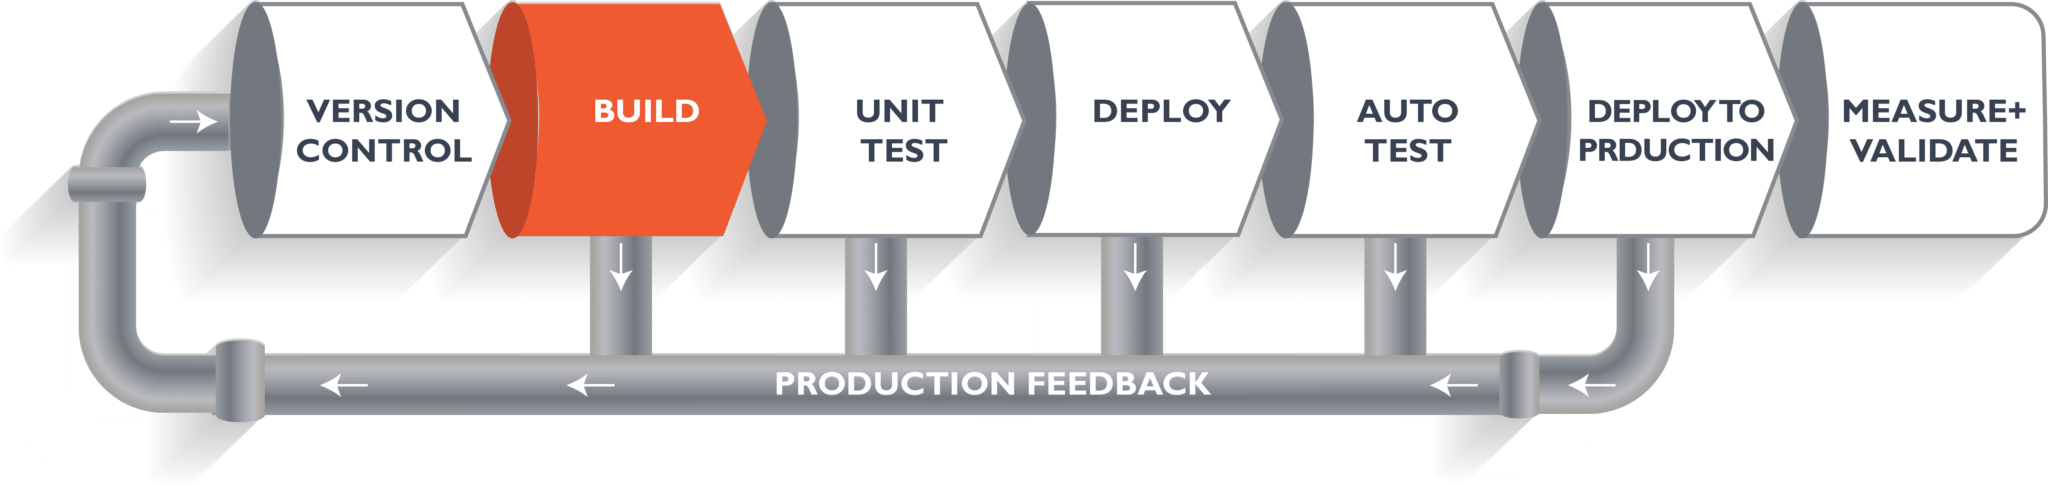 VERSION
CONTROL
BUILD
UNIT
TEST
DEPLOY
AUTO
TEST
DEPLOY TO
PRDUCTION
MEASURE+
VALIDATE
PRODUCTION FEEDBACK